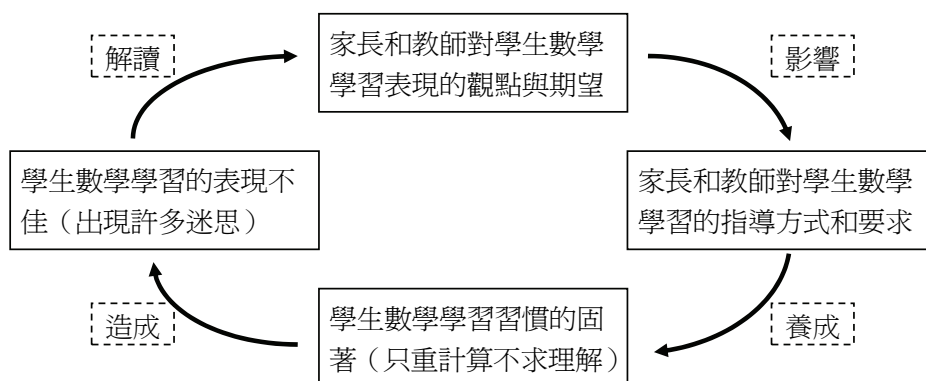 解讀
家長和教師對學生數學
學習表現的觀點與期望
影響
學生數學學習的表現不
佳（出現許多迷思）
家長和教師對學生數學
學習的指導方式和要求
造成
學生數學學習習慣的固
著（只重計算不求理解）
養成